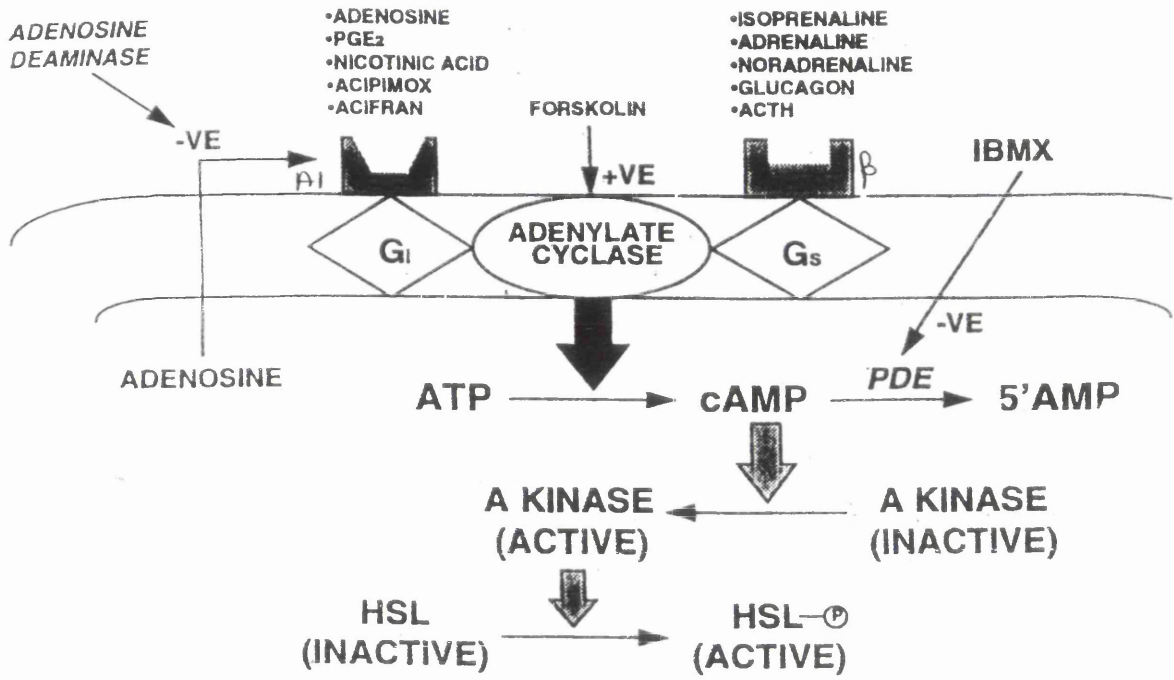 ADENOSINE
DEAMINASE
•ADENOSINE
•PGE₂
•NICOTINIC ACID
•ACIPIMOX
•ACIFRAN
FORSKOLIN
•ISOPRENALINE
•ADRENALINE
•NORADRENALINE
•GLUCAGON
•ACTH
-VE
A1
+VE
β
IBMX
Gi
ADENYLATE
CYCLASE
Gs
-VE
ADENOSINE
ATP
cAMP
PDE
5'AMP
A KINASE
(ACTIVE)
A KINASE
(INACTIVE)
HSL
(INACTIVE)
HSL-P
(ACTIVE)